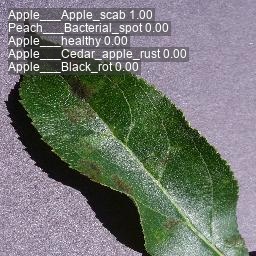 Apple___Apple_scab 1.00
Peach___Bacterial_spot 0.00
Apple___healthy 0.00
Apple___Cedar_apple_rust 0.00
Apple___Black_rot 0.00